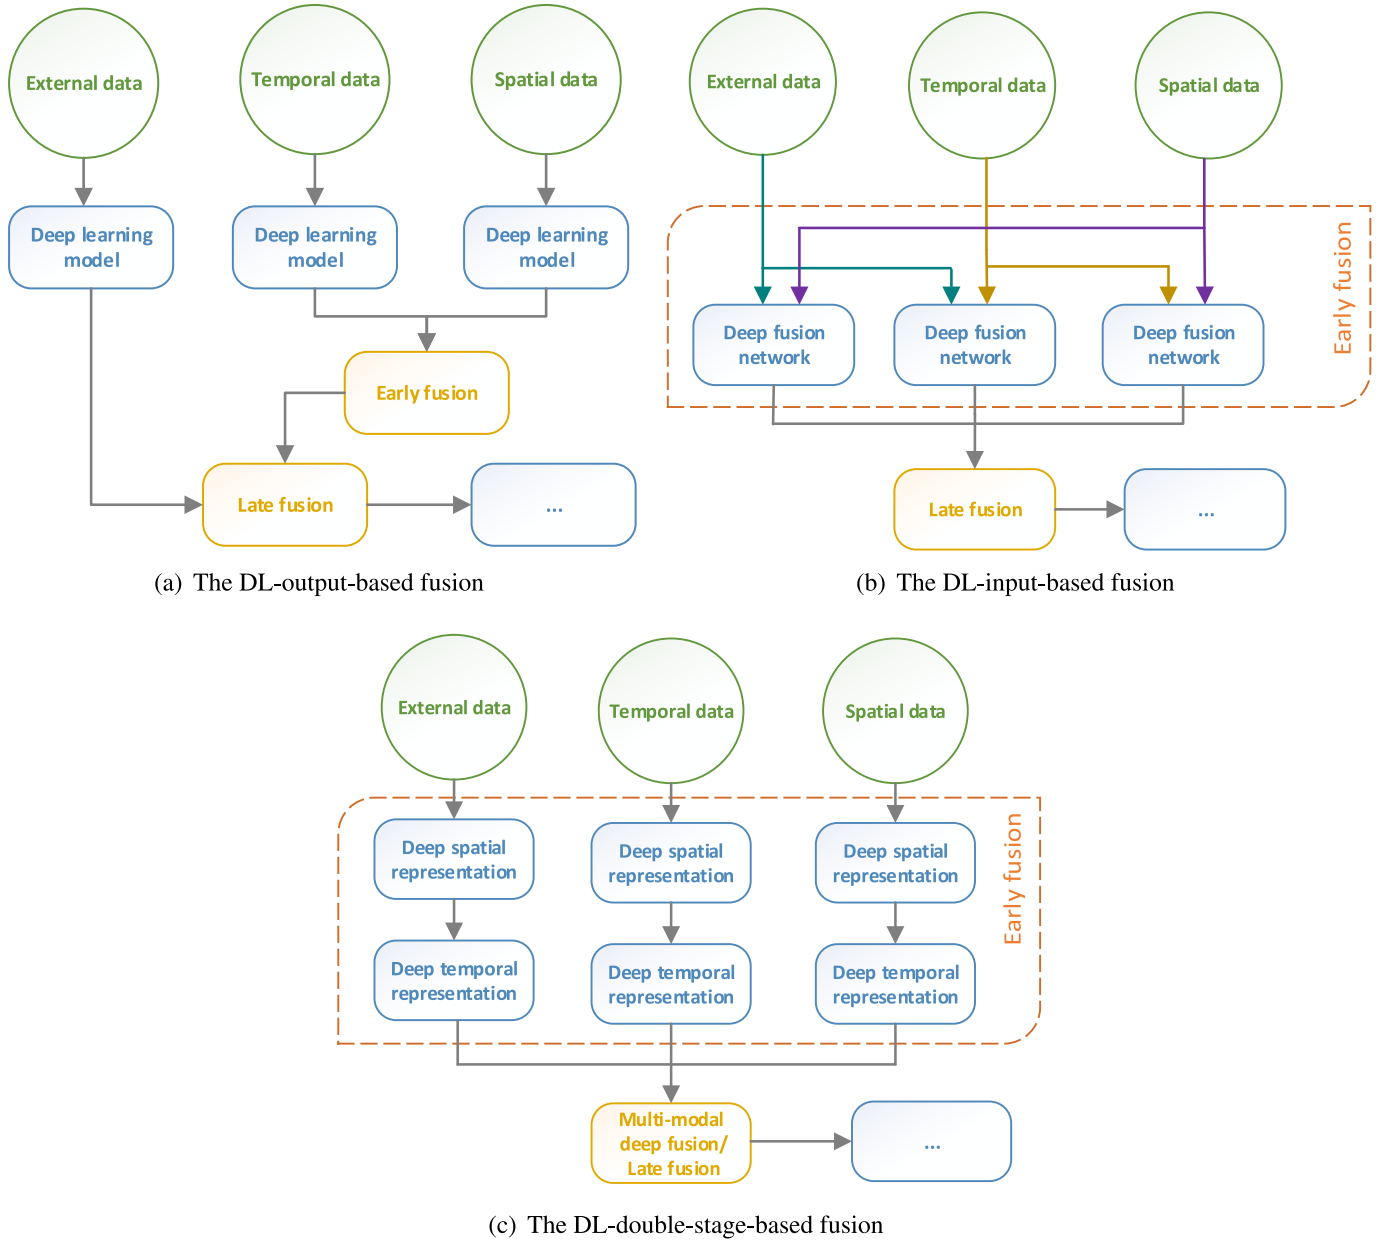 External data
Temporal data
Spatial data
Deep learning
model
Deep learning
model
Deep learning
model
Early fusion
Late fusion
...
(a) The DL-output-based fusion
External data
Temporal data
Spatial data
Early fusion
Deep fusion
network
Deep fusion
network
Deep fusion
network
Late fusion
...
(b) The DL-input-based fusion
External data
Temporal data
Spatial data
Early fusion
Deep spatial
representation
Deep spatial
representation
Deep spatial
representation
Deep temporal
representation
Deep temporal
representation
Deep temporal
representation
Multi-modal
deep fusion/
Late fusion
...
(c) The DL-double-stage-based fusion